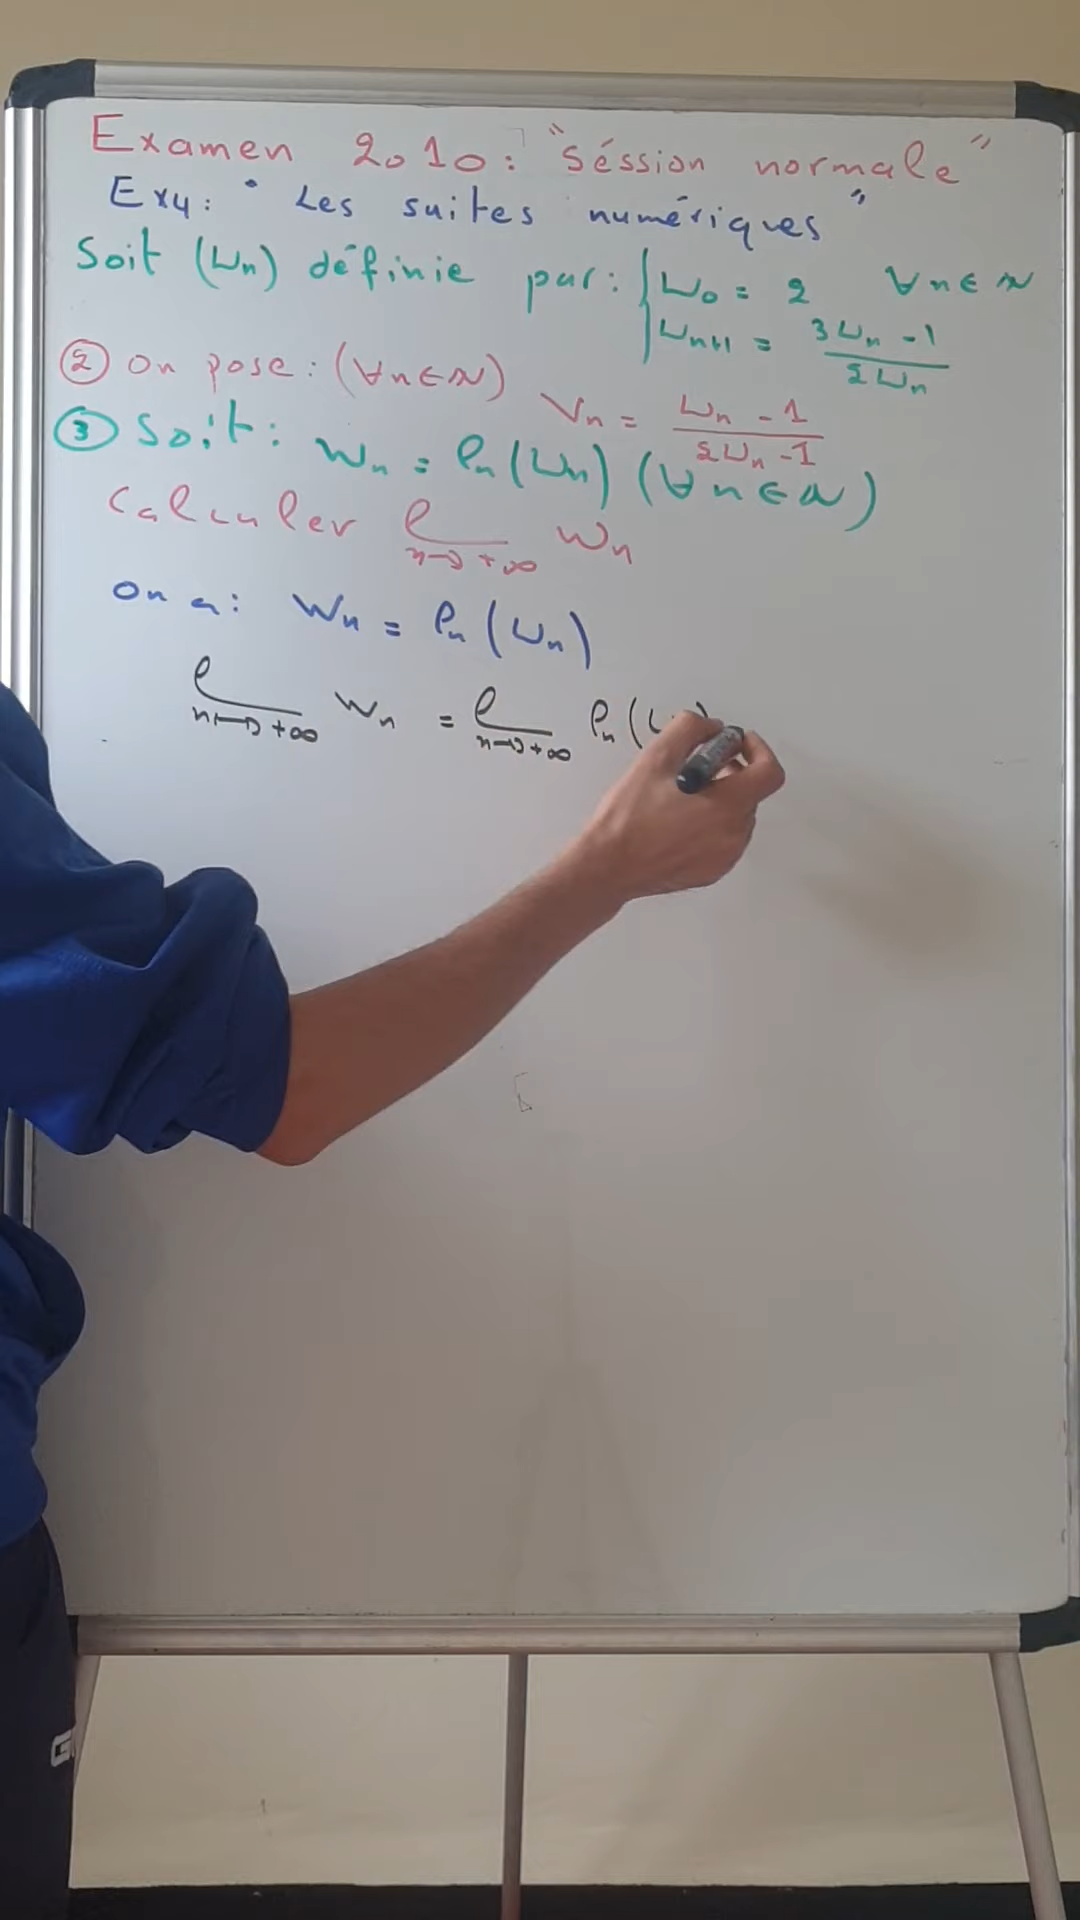 Examen 2010: "Séssion normale"
Ex4: "Les suites numériques"
Soit (Un) définie par: { U0 = 2 ∀n∈N
Un+1 = (3Un - 1)/(2Un)
② On pose: (∀n∈N) Vn = (Un - 1)/(2Un - 1)
③ Soit: Wn = ln(Un) (∀n∈N)
Calculer l n→+∞ Wn
On a: Wn = ln(Un)
l n→+∞ Wn = l n→+∞ ln(U